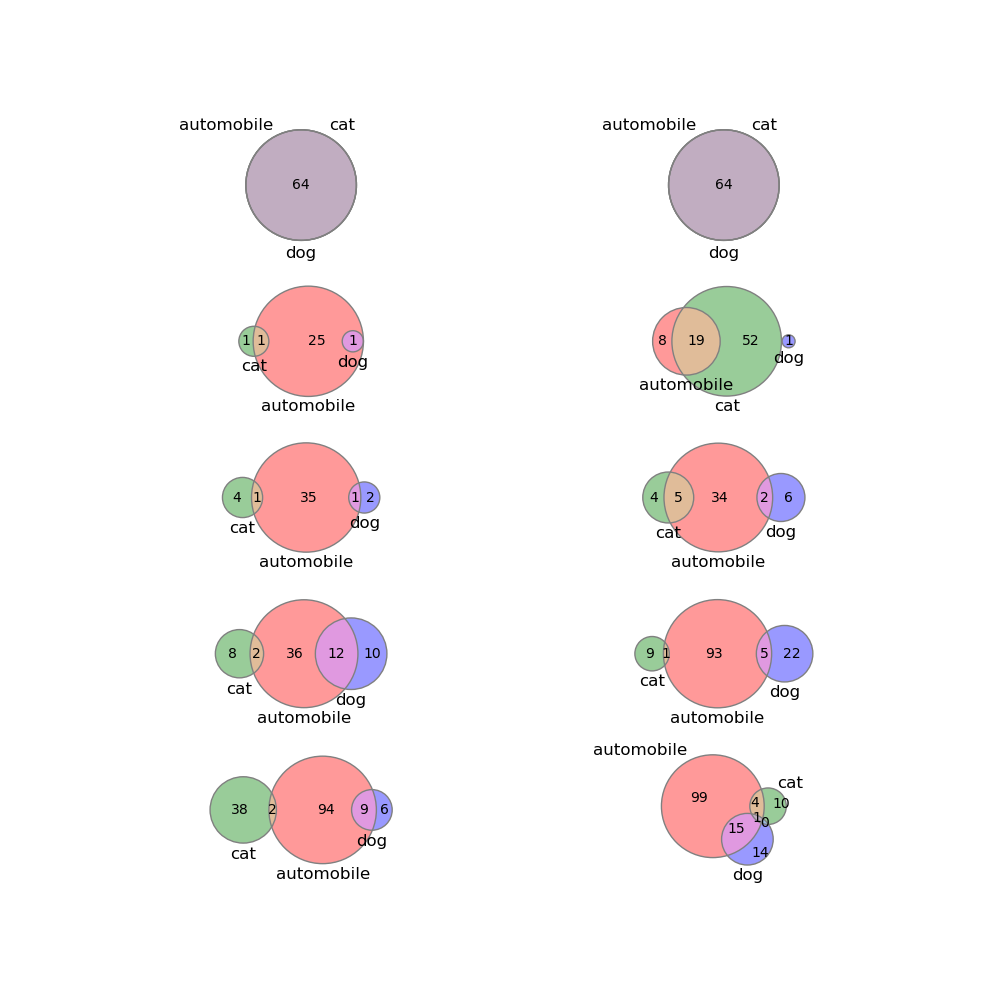 automobile cat
64
dog
automobile cat
64
dog
1 1 25 1
cat dog
automobile
8 19 52 1
dog
automobile
cat
4 1 35 1 2
cat dog
automobile
4 5 34 2 6
cat dog
automobile
8 2 36 12 10
cat dog
automobile
9 1 93 5 22
cat dog
automobile
38 2 94 9 6
cat dog
automobile
automobile
cat
99 4 10
1 0
15
14
dog